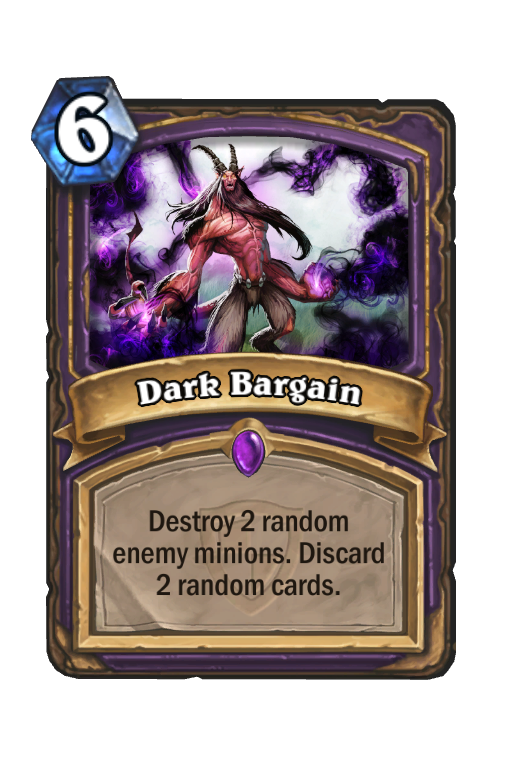 6
Dark Bargain
Destroy 2 random
enemy minions. Discard
2 random cards.